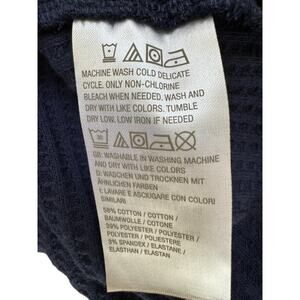 MACHINE WASH COLD DELICATE
CYCLE. ONLY NON-CHLORINE
BLEACH WHEN NEEDED. WASH AND
DRY WITH LIKE COLORS. TUMBLE
DRY LOW. LOW IRON IF NEEDED
30
GB: WASHABLE IN WASHING MACHINE
AND DRY WITH LIKE COLORS
D: WASCHEN UND TROCKNEN MIT
ÄHNLICHEN FARBEN
I: LAVARE E ASCIUGARE CON COLORI
SIMILARI
58% COTTON / COTTON /
BAUMWOLLE / COTONE
39% POLYESTER / POLYESTER /
POLYESTER / POLIESTERE
3% SPANDEX / ELASTANE /
ELASTHAN / ELASTAN